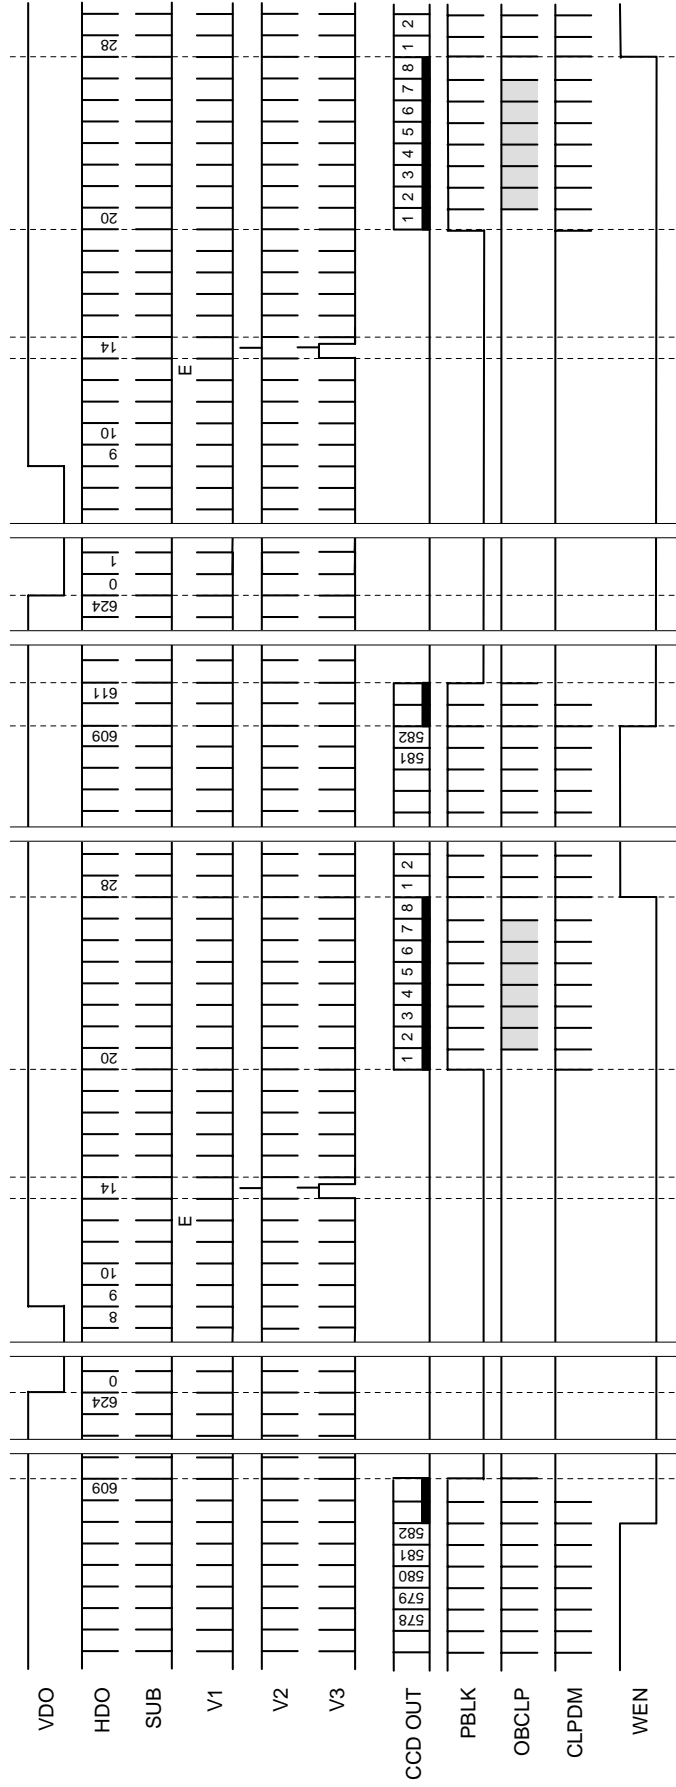 VDO
HDO 609 624 0 8 9 10 14 20 28 609 611 624 0 1 9 10 14 20 28
SUB
V1 E E
V2
V3
CCD OUT 578 579 580 581 582 1 2 3 4 5 6 7 8 1 2 581 582 1 2 3 4 5 6 7 8 1 2
PBLK
OBCLP
CLPDM
WEN